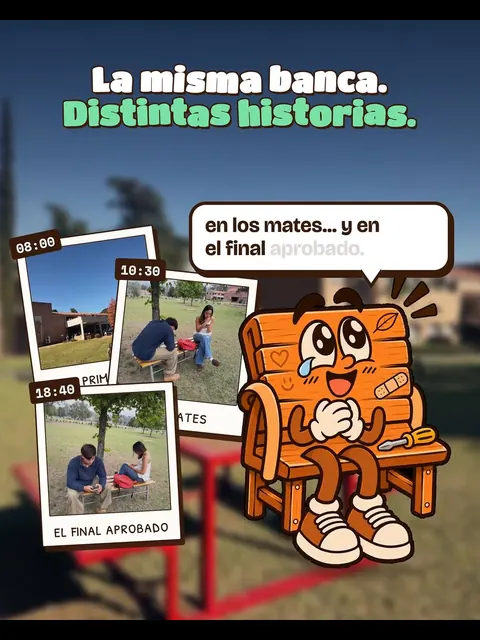 La misma banca.
Distintas historias.
en los mates... y en
el final aprobado.
08:00
PRIM
10:30
ATES
18:40
EL FINAL APROBADO